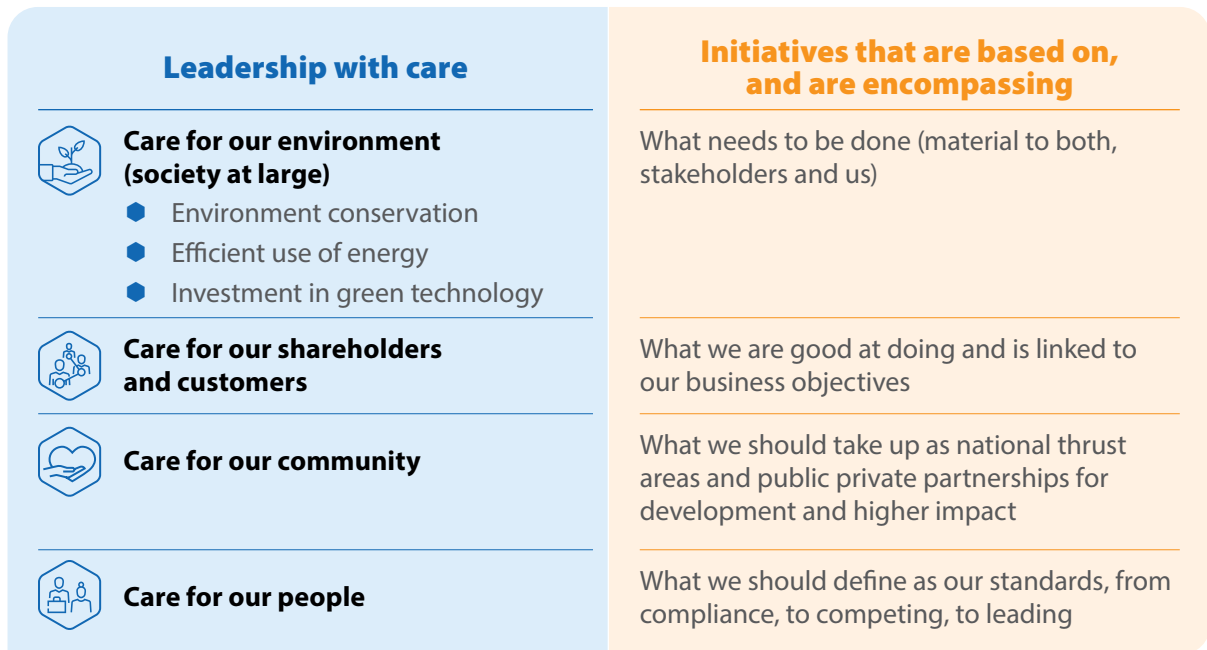 Leadership with care
Initiatives that are based on,
and are encompassing
Care for our environment
(society at large)
Environment conservation
Efficient use of energy
Investment in green technology
What needs to be done (material to both,
stakeholders and us)
Care for our shareholders
and customers
What we are good at doing and is linked to
our business objectives
Care for our community
What we should take up as national thrust
areas and public private partnerships for
development and higher impact
Care for our people
What we should define as our standards, from
compliance, to competing, to leading